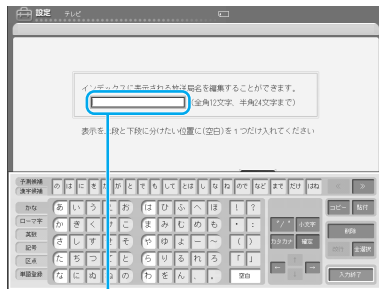 設定 テレビ
インデックスに表示される放送局名を編集することができます。
(全角12文字、半角24文字まで)
表示を上段と下段に分けたい位置に(空白)を1つだけ入れてください
予測候補
漢字候補
の に を た が と て も して と は し な ね ので など まで だけ はね
かな あ い う え お は ひ ふ へ ほ ! ? コピー 貼付
ローマ字 か き く け こ ま み む め も ・ : "/° 小文字
英数 さ し す せ そ や ゆ よ ー ~ ( ) カタカナ 確定 削除
記号 全選択
区点 た ち つ て と ら り る れ ろ 「 」 ← ↑ →
単語登録 な に ぬ ね の わ を ん 、 。 空白 ↓ 入力終了